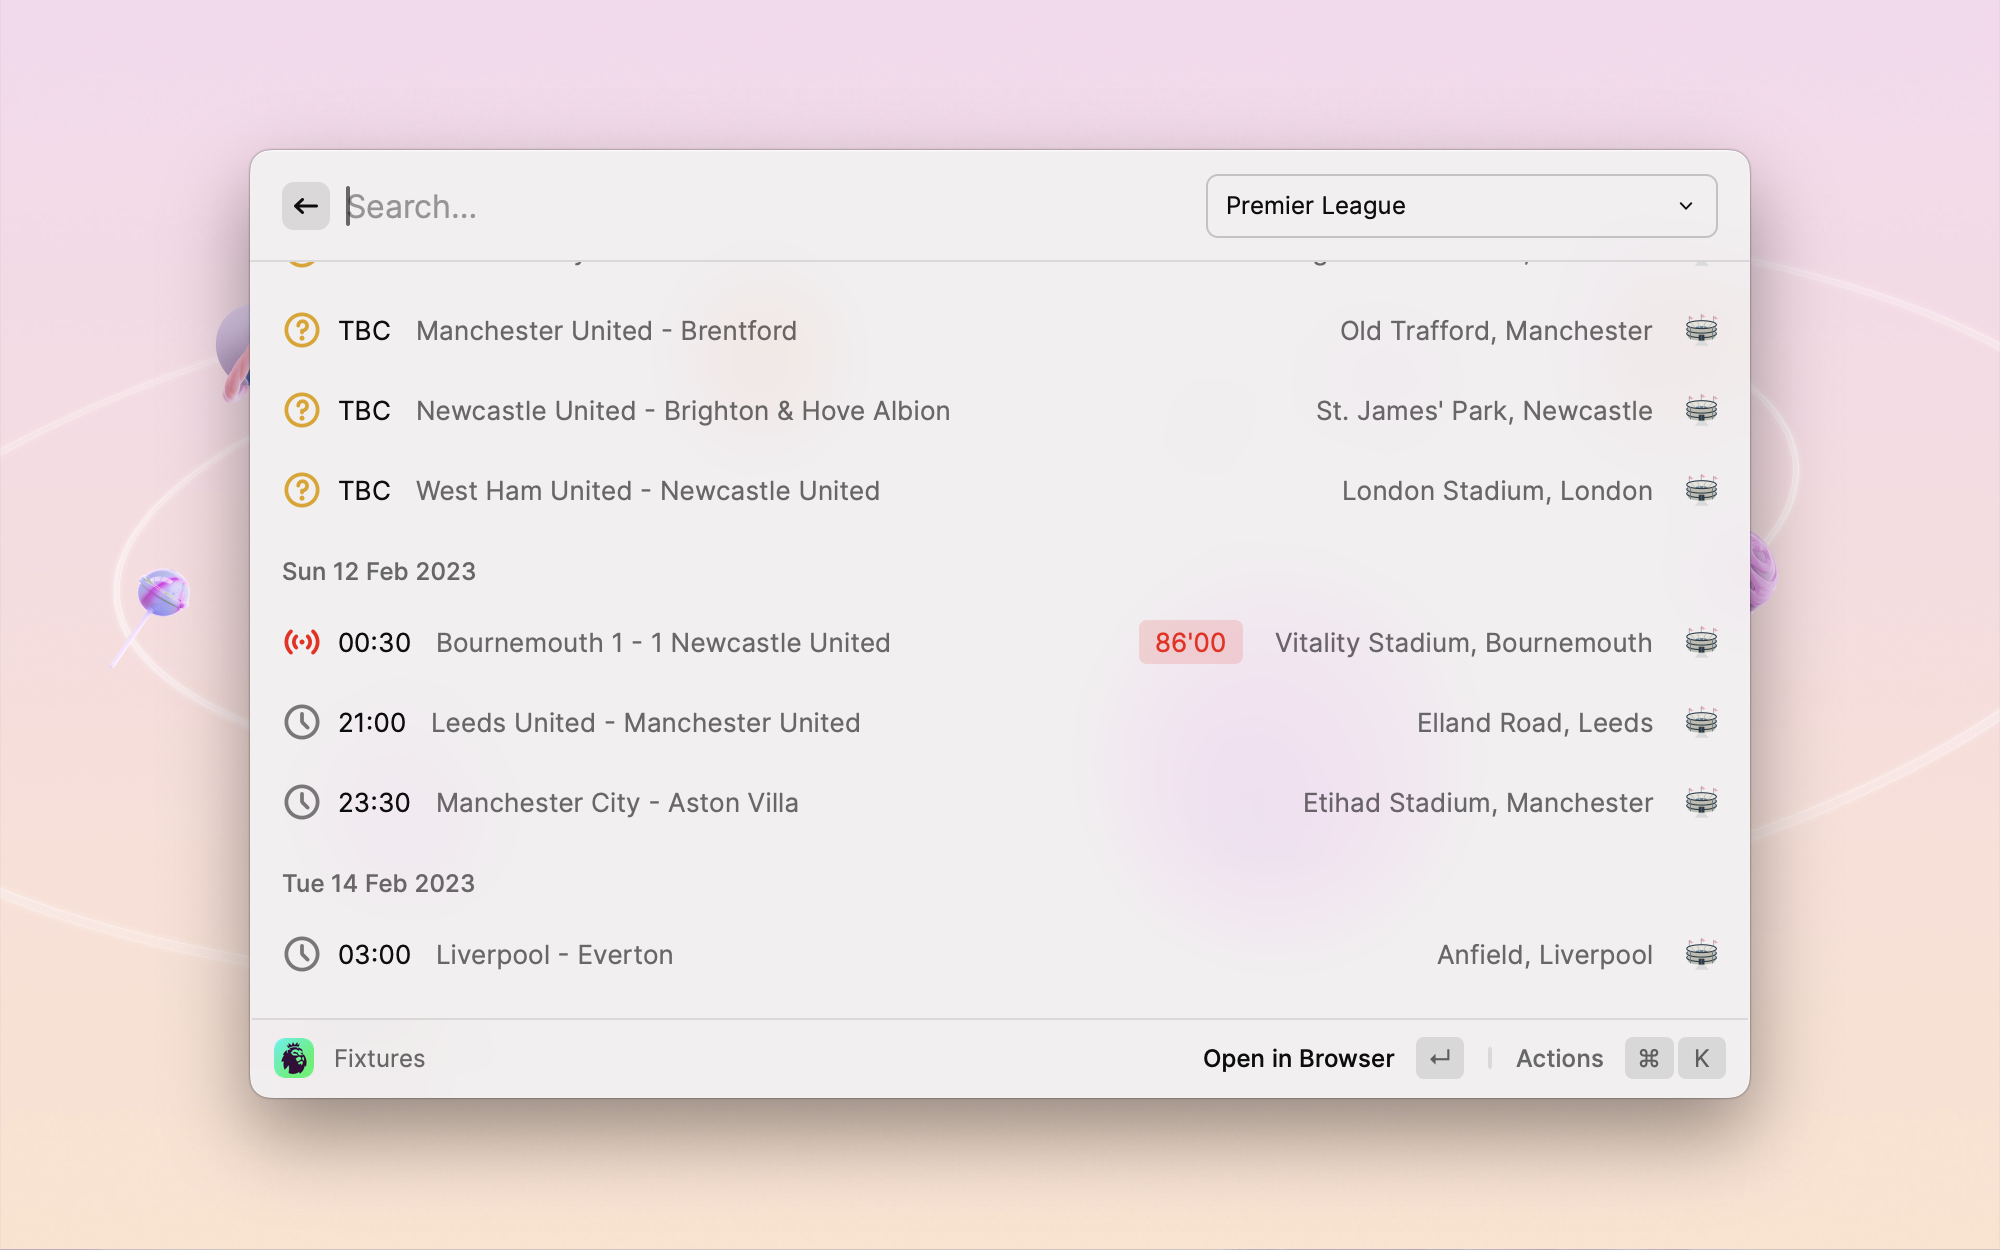 Search...
Premier League
TBC Manchester United - Brentford Old Trafford, Manchester
TBC Newcastle United - Brighton & Hove Albion St. James' Park, Newcastle
TBC West Ham United - Newcastle United London Stadium, London
Sun 12 Feb 2023
00:30 Bournemouth 1 - 1 Newcastle United 86'00 Vitality Stadium, Bournemouth
21:00 Leeds United - Manchester United Elland Road, Leeds
23:30 Manchester City - Aston Villa Etihad Stadium, Manchester
Tue 14 Feb 2023
03:00 Liverpool - Everton Anfield, Liverpool
Fixtures Open in Browser ↵ Actions ⌘ K